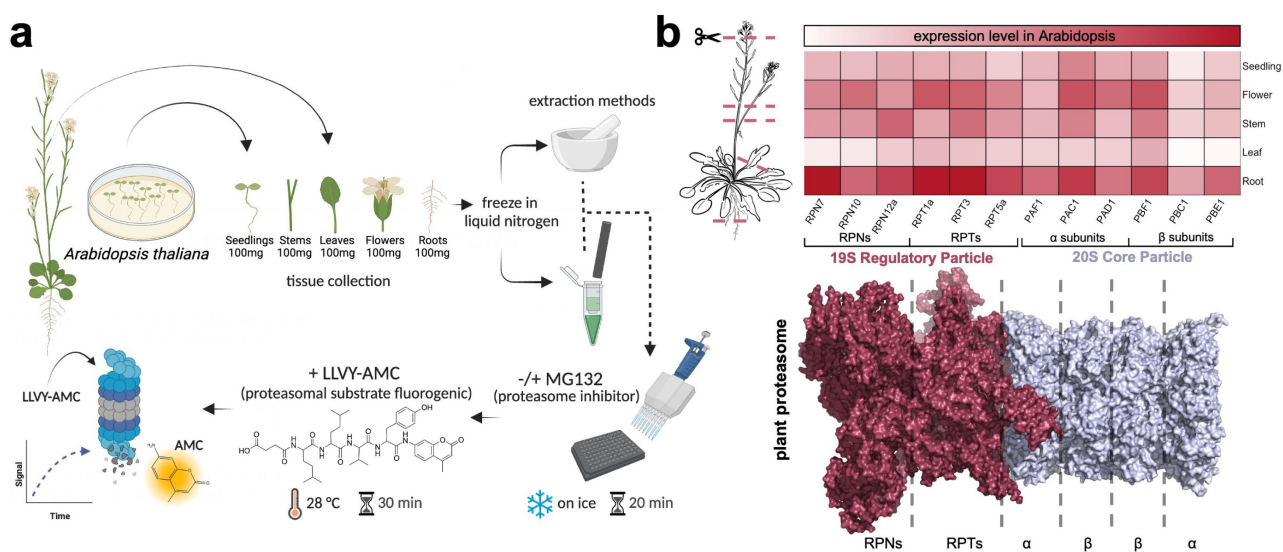 a
Arabidopsis thaliana
Seedlings
100mg
Stems
100mg
Leaves
100mg
Flowers
100mg
Roots
100mg
tissue collection
freeze in
liquid nitrogen
extraction methods
-/+ MG132
(proteasome inhibitor)
on ice
20 min
+ LLVY-AMC
(proteasomal substrate fluorogenic)
HO
O
O
H
N
O
N
H
O
H
N
O
N
H
O
OH
H
N
O
O
28 °C
30 min
LLVY-AMC
AMC
H₂N
O
O
Signal
Time
b
expression level in Arabidopsis
Seedling
Flower
Stem
Leaf
Root
RPN7
RPN10
RPN12a
RPT1a
RPT3
RPT5a
PAF1
PAC1
PAD1
PBF1
PBC1
PBE1
RPNs
RPTs
α subunits
β subunits
19S Regulatory Particle
20S Core Particle
plant proteasome
RPNs
RPTs
α
β
β
α